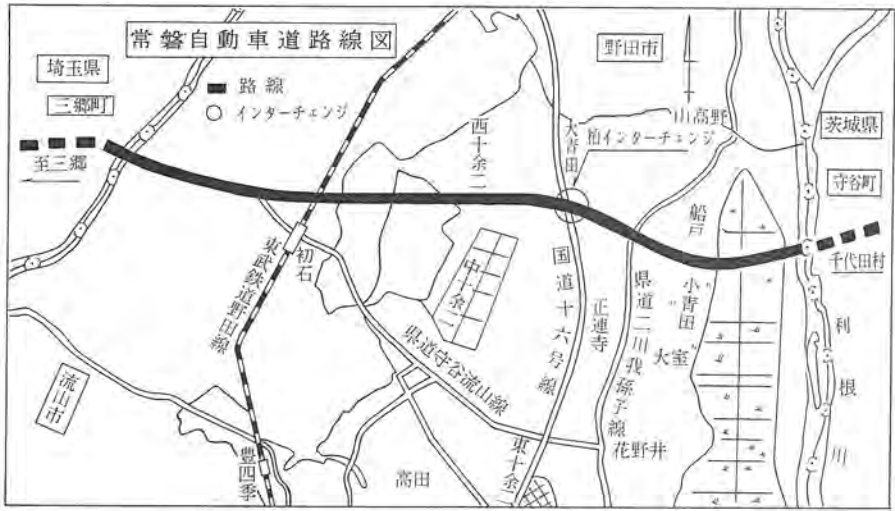 常磐自動車道路線図
埼玉県
三郷町
路線
インターチェンジ
至三郷
野田市
山高野
茨城県
守谷町
西十余二
大青田
柏インターチェンジ
船戸
千代田村
初石
東武鉄道野田線
中十余二
国道十六号線
正連寺
県道二川我孫子線
小青田
大室
利根川
県道守谷流山線
流山市
豊四季
高田
東十余二
花野井